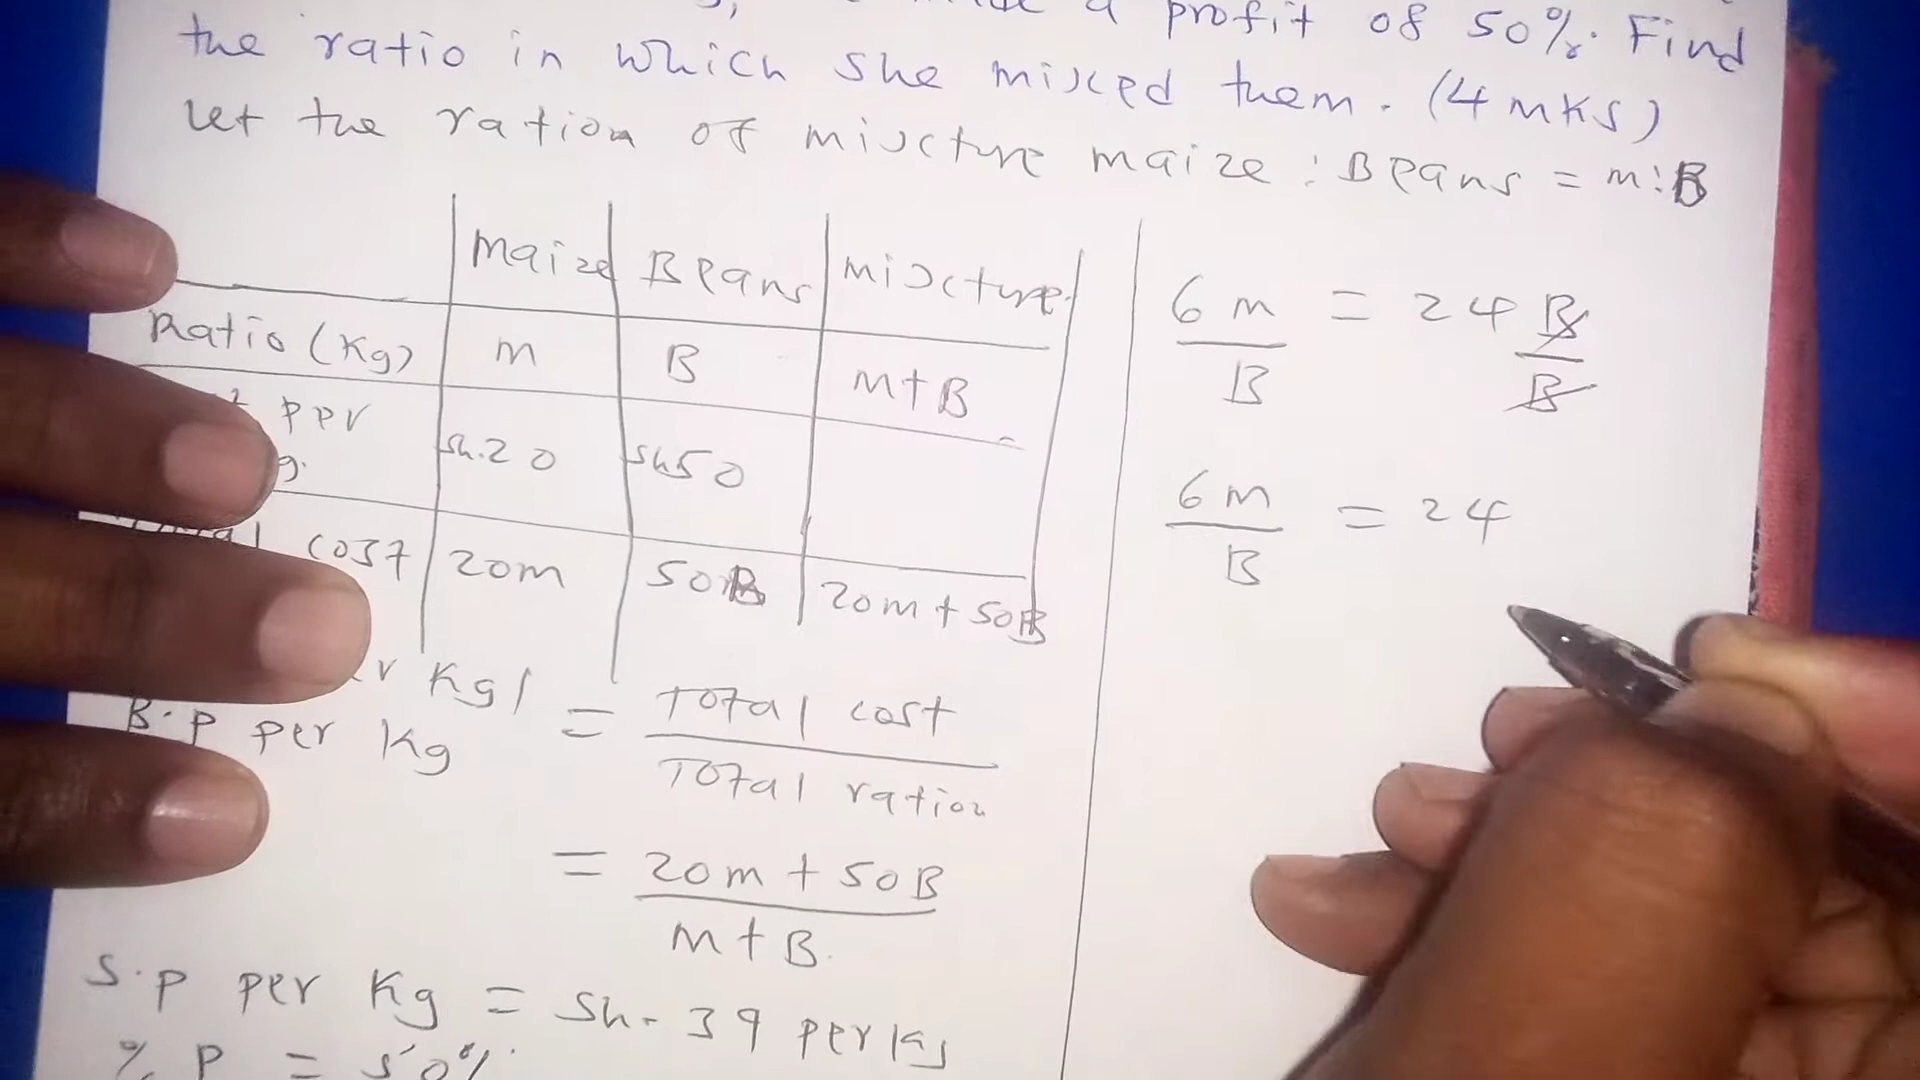 a profit of 50%. Find
the ratio in which she mixed them. (4 mks)
let the ration of mixture maize : Beans = m:B
Maize Beans mixture
Ratio (Kg) m B m+B
per sh.20 sh50
cost 20m 50B 20m + 50B
Kg/
B.p per kg = Total cost / Total ration
= 20m + 50B / m + B.
S.p per kg = sh. 39 per kg
% P = 50%.
6m / B = 24B / B
6m / B = 24